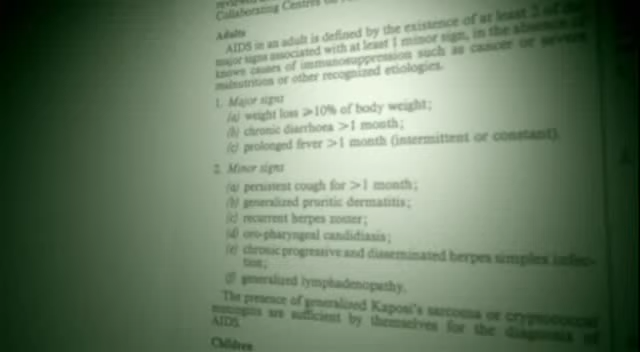 Collaborating Centres on
Adults
AIDS in an adult is defined by the existence of at least 2 of
major signs associated with at least 1 minor sign, in the absence of
known causes of immunosuppression such as cancer or severe
malnutrition or other recognized etiologies.
1. Major signs
(a) weight loss ⩾10% of body weight;
(b) chronic diarrhoea >1 month;
(c) prolonged fever >1 month (intermittent or constant).
2. Minor signs
(a) persistent cough for >1 month;
(b) generalized pruritic dermatitis;
(c) recurrent herpes zoster;
(d) oro-pharyngeal candidiasis;
(e) chronic progressive and disseminated herpes simplex infec-
tion;
(f) generalized lymphadenopathy.
The presence of generalized Kaposi's sarcoma or cryptococcal
meningitis are sufficient by themselves for the diagnosis of
AIDS.
Children